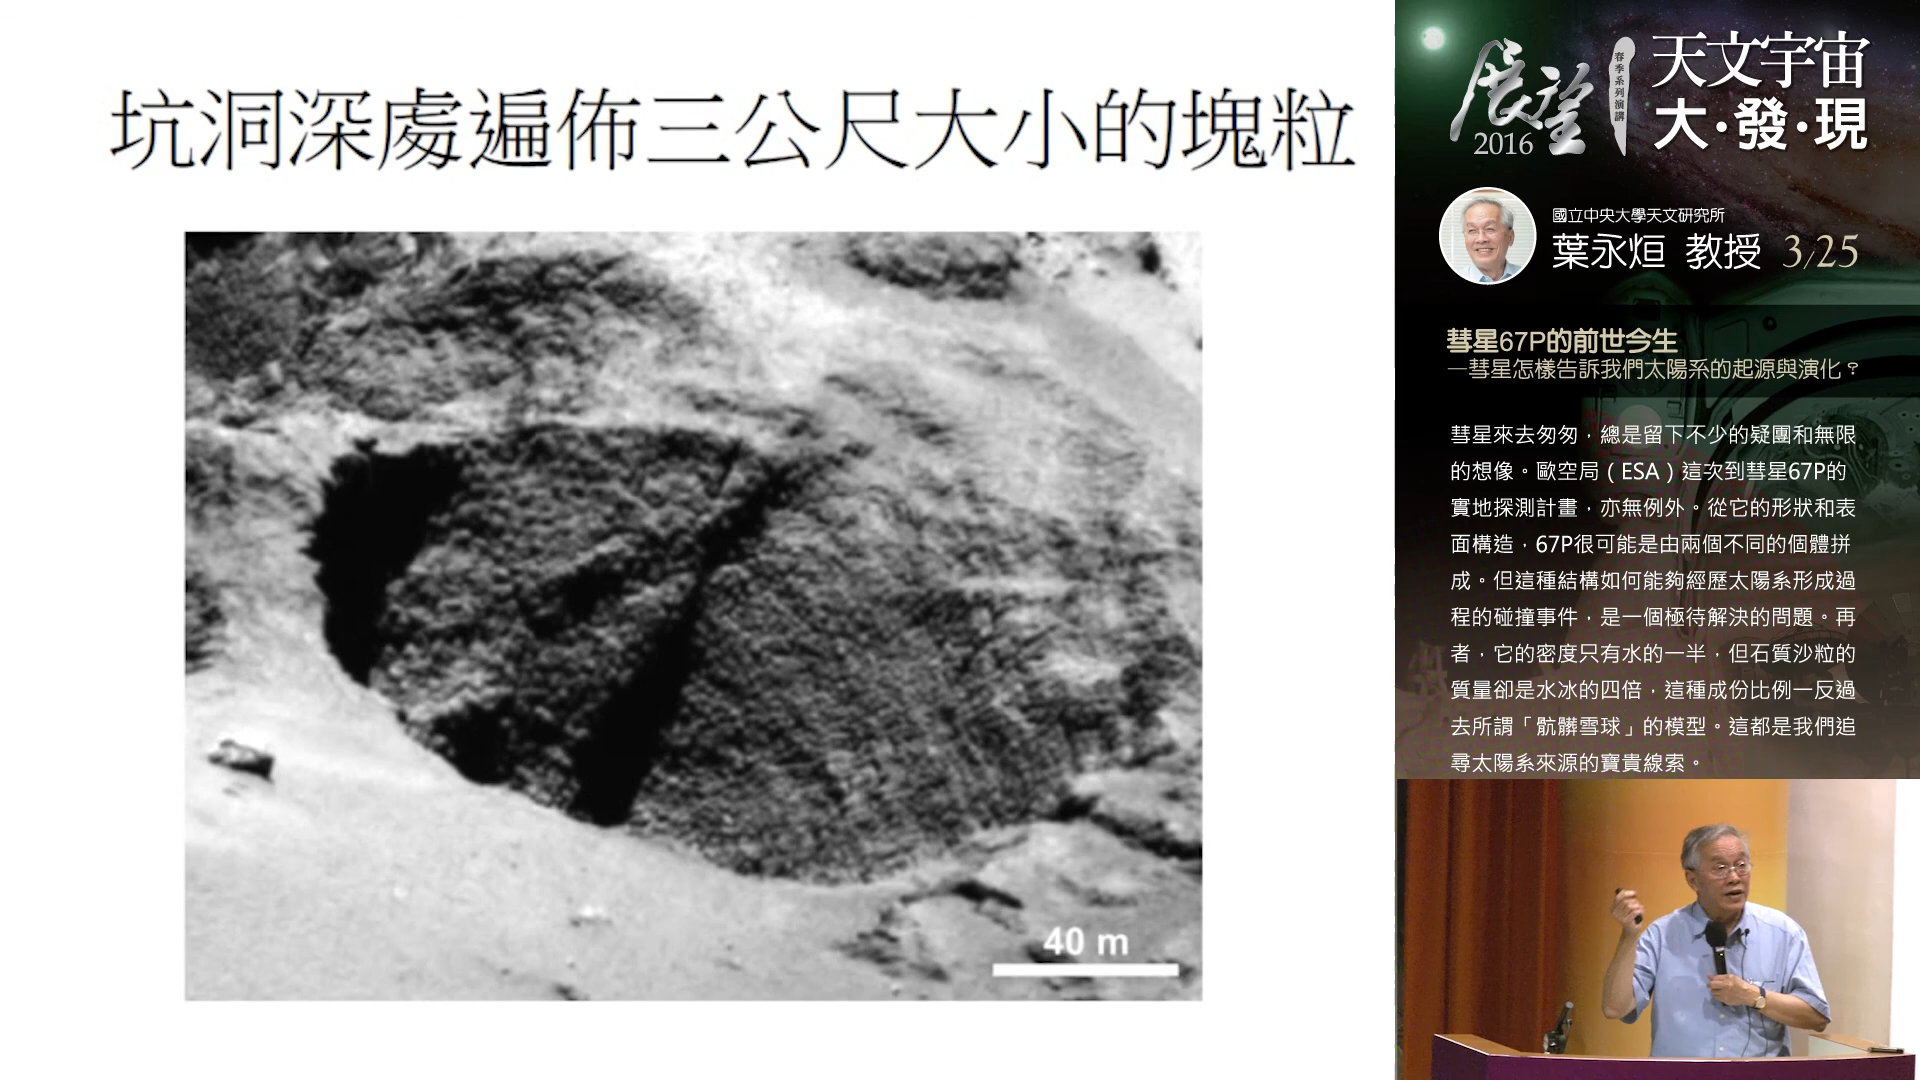 坑洞深處遍佈三公尺大小的塊粒
40 m
展望
2016
春季系列演講
天文宇宙
大·發·現
國立中央大學天文研究所
葉永烜 教授 3/25
彗星67P的前世今生
—彗星怎樣告訴我們太陽系的起源與演化？
彗星來去匆匆，總是留下不少的疑團和無限
的想像。歐空局（ESA）這次到彗星67P的
實地探測計畫，亦無例外。從它的形狀和表
面構造，67P很可能是由兩個不同的個體拼
成。但這種結構如何能夠經歷太陽系形成過
程的碰撞事件，是一個極待解決的問題。再
者，它的密度只有水的一半，但石質沙粒的
質量卻是水冰的四倍，這種成份比例一反過
去所謂「骯髒雪球」的模型。這都是我們追
尋太陽系來源的寶貴線索。